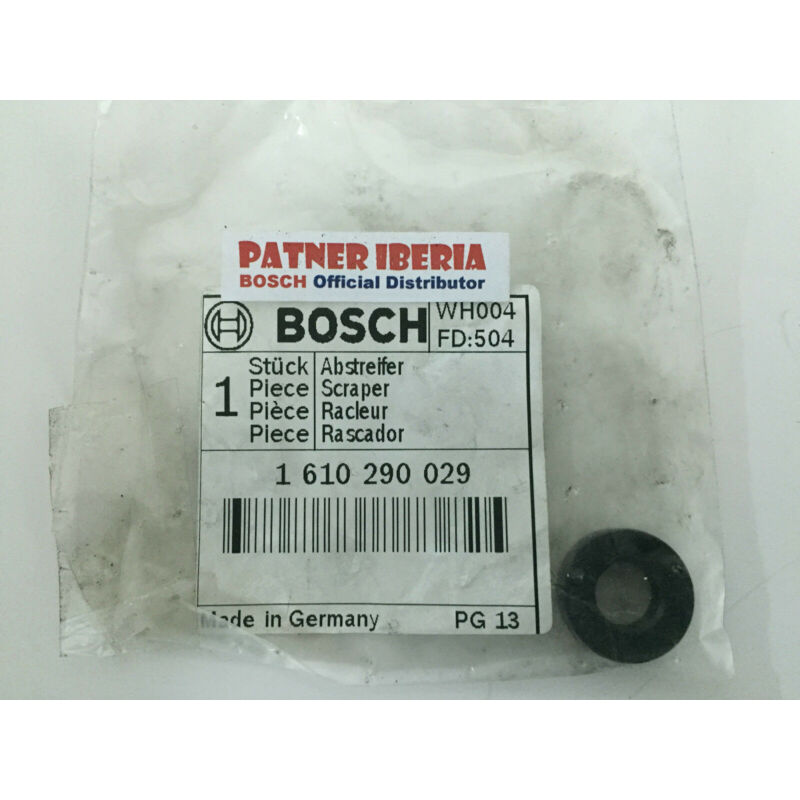 PATNER IBERIA
BOSCH Official Distributor
BOSCH
WH004
FD:504
1
Stück Abstreifer
Piece Scraper
Pièce Racleur
Piece Rascador
1 610 290 029
Made in Germany PG 13